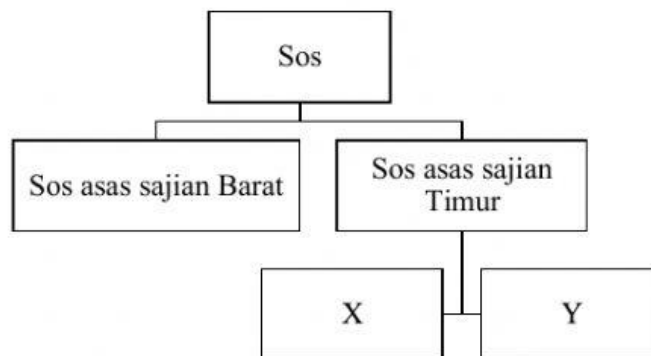 Sos
Sos asas sajian Barat
Sos asas sajian
Timur
X
Y